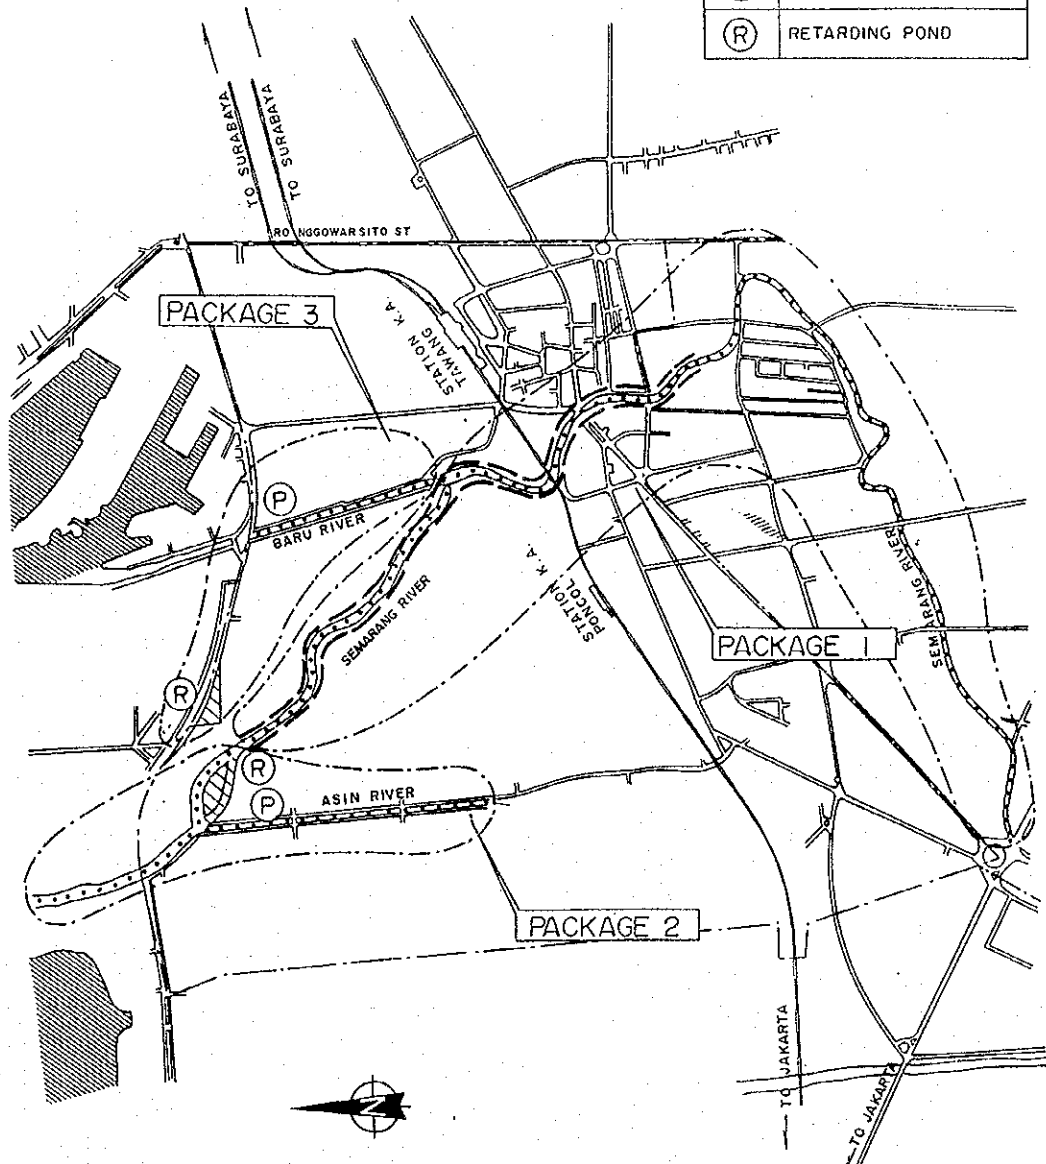 R RETARDING POND
TO SURABAYA
TO SURABAYA
RONGGOWARSITO ST
PACKAGE 3
STATION K.A.
TAWANG
P
BARU RIVER
SEMARANG RIVER
STATION K.A.
PONCOL
SEMARANG RIVER
PACKAGE 1
R
R
P
ASIN RIVER
PACKAGE 2
N
TO JAKARTA
TO JAKARTA